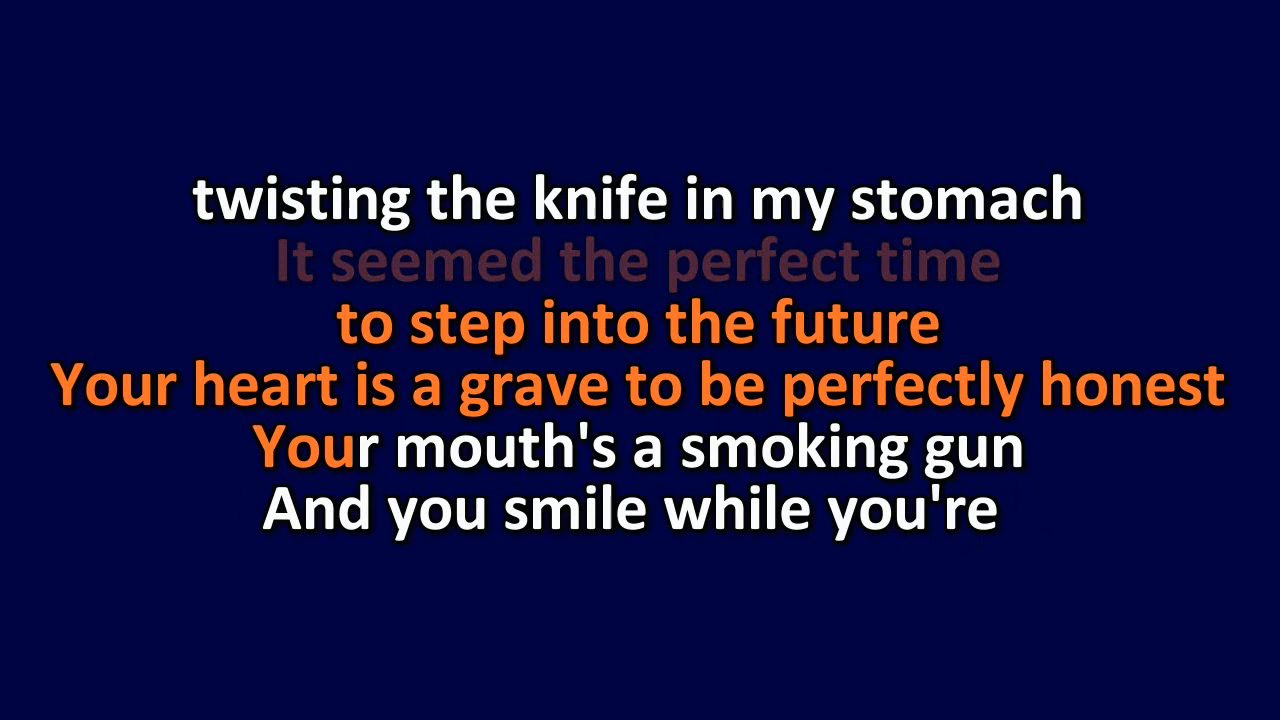 twisting the knife in my stomach
It seemed the perfect time
to step into the future
Your heart is a grave to be perfectly honest
Your mouth's a smoking gun
And you smile while you're